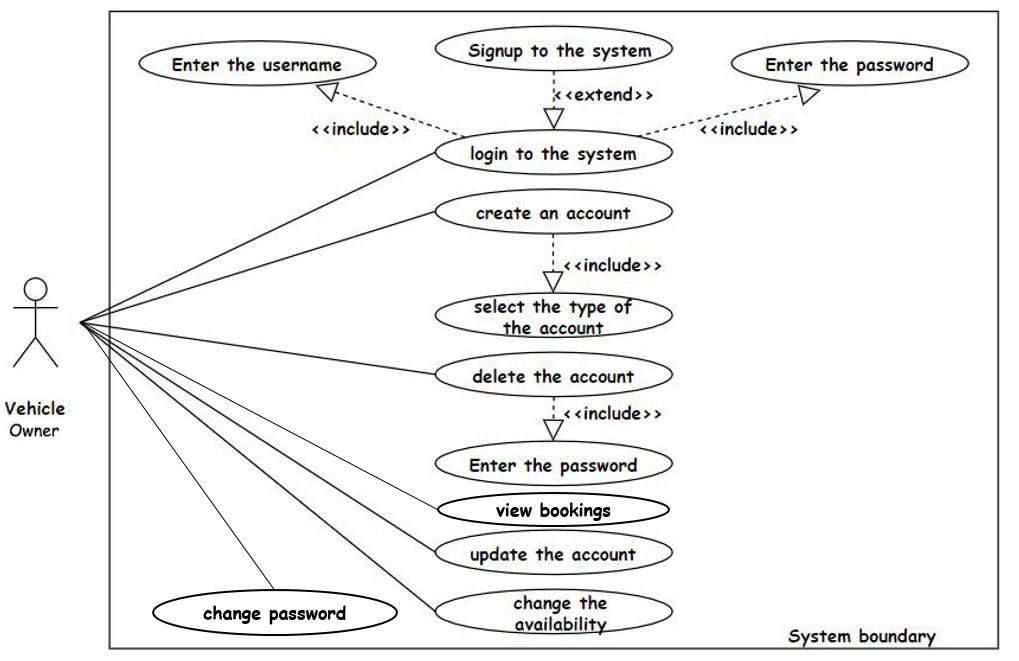 Signup to the system
Enter the username
Enter the password
<<extend>>
<<include>>
<<include>>
login to the system
create an account
<<include>>
select the type of
the account
delete the account
Vehicle
Owner
<<include>>
Enter the password
view bookings
update the account
change the
availability
change password
System boundary